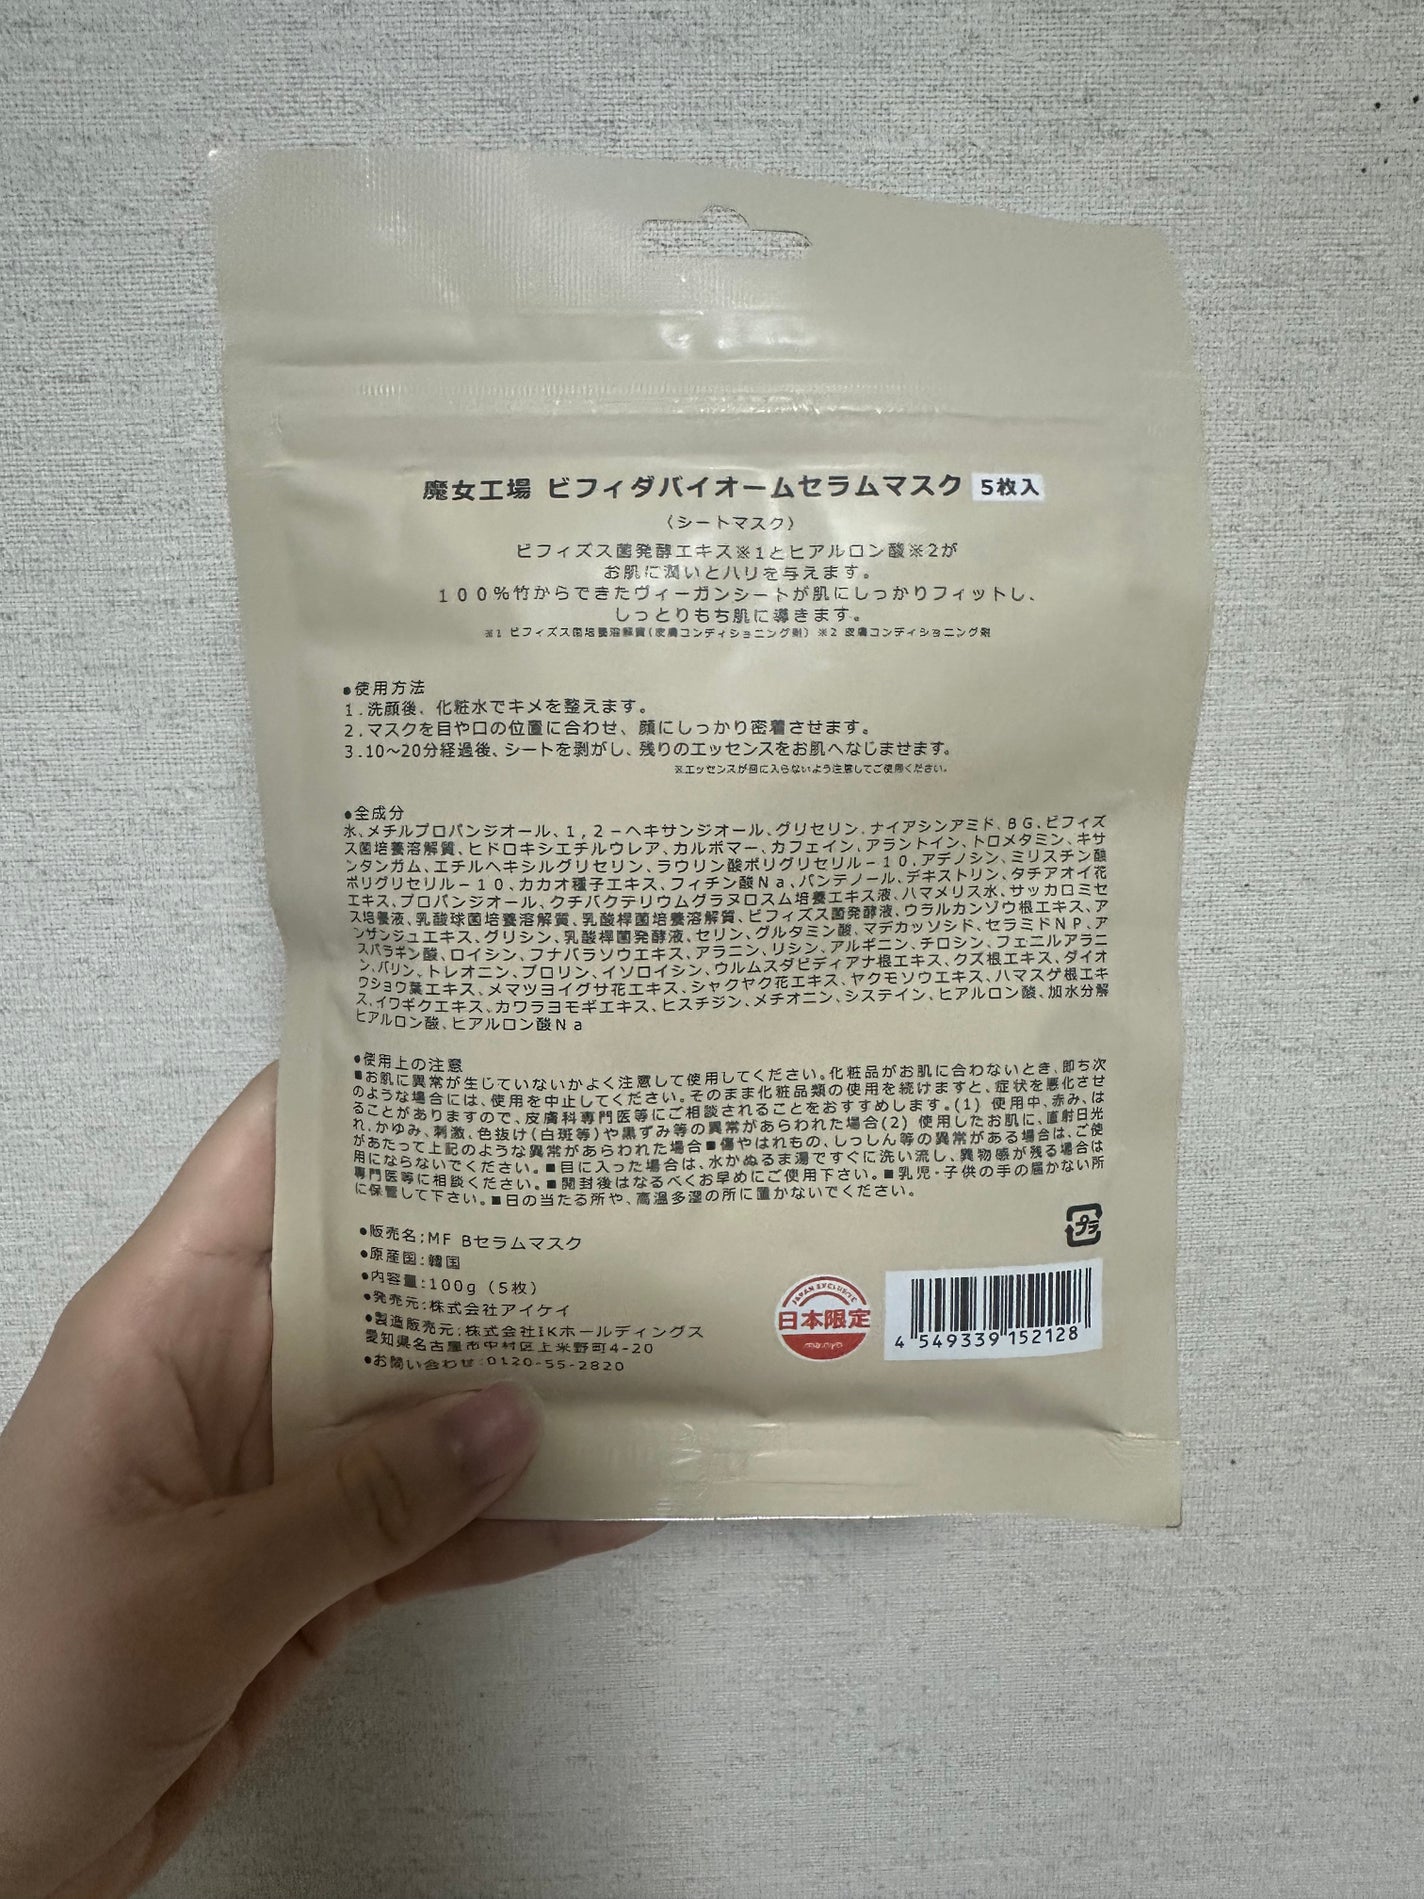 魔女工場 ビフィダバイオームセラムマスク 5枚入
〈シートマスク〉
ビフィズス菌発酵エキス※1とヒアルロン酸※2が
お肌に潤いとハリを与えます。
100%竹からできたヴィーガンシートが肌にしっかりフィットし、
しっとりもち肌に導きます。
※1 ビフィズス菌培養溶解質(皮膚コンディショニング剤) ※2 皮膚コンディショニング剤
●使用方法
1.洗顔後、化粧水でキメを整えます。
2.マスクを目や口の位置に合わせ、顔にしっかり密着させます。
3.10～20分経過後、シートを剥がし、残りのエッセンスをお肌へなじませます。
※エッセンスが目に入らないよう注意してご使用ください。
●全成分
水、メチルプロパンジオール、1,2－ヘキサンジオール、グリセリン、ナイアシンアミド、BG、ビフィズ
ス菌培養溶解質、ヒドロキシエチルウレア、カルボマー、カフェイン、アラントイン、トロメタミン、キサ
ンタンガム、エチルヘキシルグリセリン、ラウリン酸ポリグリセリル－10、アデノシン、ミリスチン酸
ポリグリセリル－10、カカオ種子エキス、フィチン酸Na、パンテノール、デキストリン、タチアオイ花
エキス、プロパンジオール、クチバクテリウムグラヌロスム培養エキス液、ハマメリス水、サッカロミセ
ス培養液、乳酸球菌培養溶解質、乳酸桿菌培養溶解質、ビフィズス菌発酵液、ウラルカンゾウ根エキス、ア
ンザンジュエキス、グリシン、乳酸桿菌発酵液、セリン、グルタミン酸、マデカッソシド、セラミドNP、ア
スパラギン酸、ロイシン、フナバラソウエキス、アラニン、リシン、アルギニン、チロシン、フェニルアラニ
ン、バリン、トレオニン、プロリン、イソロイシン、ウルムスダビディアナ根エキス、クズ根エキス、ダイオ
ウショウ葉エキス、メマツヨイグサ花エキス、シャクヤク花エキス、ヤクモソウエキス、ハマスゲ根エキ
ス、イワギクエキス、カワラヨモギエキス、ヒスチジン、メチオニン、システイン、ヒアルロン酸、加水分解
ヒアルロン酸、ヒアルロン酸Na
●使用上の注意
■お肌に異常が生じていないかよく注意して使用してください。化粧品がお肌に合わないとき、即ち次
のような場合には、使用を中止してください。そのまま化粧品類の使用を続けますと、症状を悪化させ
ることがありますので、皮膚科専門医等にご相談されることをおすすめします。(1) 使用中、赤み、は
れ、かゆみ、刺激、色抜け(白斑等)や黒ずみ等の異常があらわれた場合(2) 使用したお肌に、直射日光
があたって上記のような異常があらわれた場合■傷やはれもの、しっしん等の異常がある場合は、ご使
用にならないでください。■目に入った場合は、水かぬるま湯ですぐに洗い流し、異物感が残る場合は
専門医等に相談ください。■開封後はなるべくお早めにご使用下さい。■乳児・子供の手の届かない所
に保管して下さい。■日の当たる所や、高温多湿の所に置かないでください。
●販売名:MF Bセラムマスク
●原産国:韓国
●内容量:100g (5枚)
●発売元:株式会社アイケイ
●製造販売元:株式会社IKホールディングス
愛知県名古屋市中村区上米野町4-20
●お問い合わせ:0120-55-2820
プラ
JAPAN EXCLUSIVE
日本限定
4 549339 152128